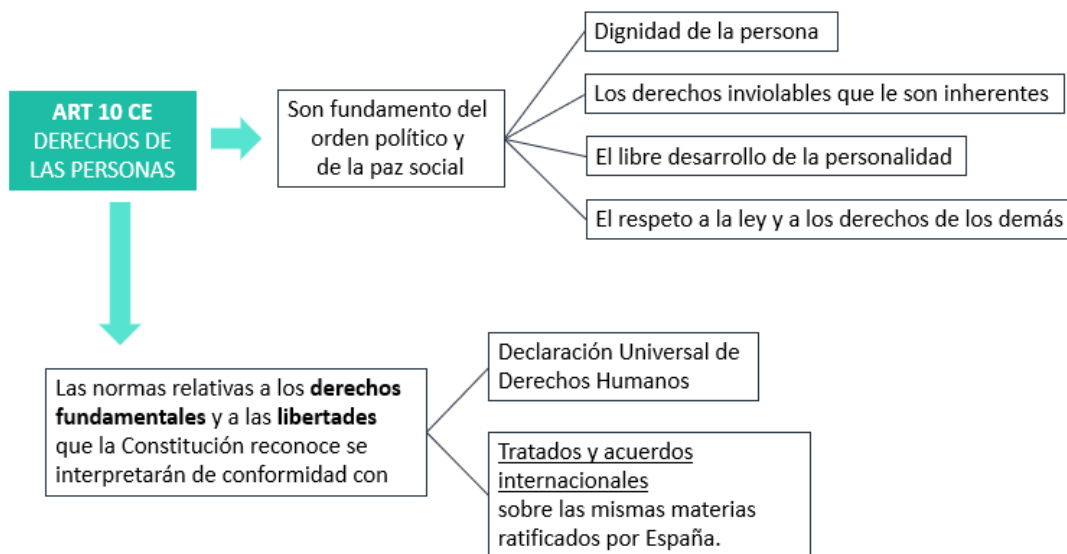 ART 10 CE
DERECHOS DE
LAS PERSONAS
Son fundamento del
orden político y
de la paz social
Dignidad de la persona
Los derechos inviolables que le son inherentes
El libre desarrollo de la personalidad
El respeto a la ley y a los derechos de los demás
Las normas relativas a los derechos
fundamentales y a las libertades
que la Constitución reconoce se
interpretarán de conformidad con
Declaración Universal de
Derechos Humanos
Tratados y acuerdos
internacionales
sobre las mismas materias
ratificados por España.